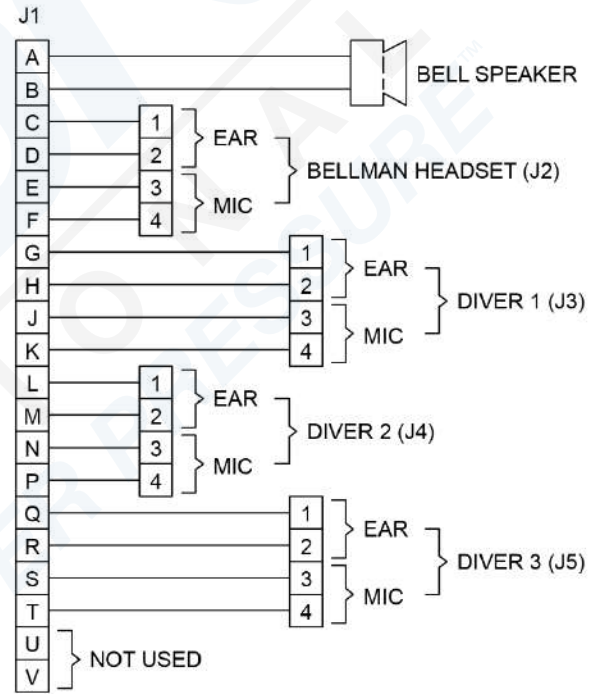 J1
A
B BELL SPEAKER
C 1
D 2 EAR
E 3 BELLMAN HEADSET (J2)
F 4 MIC
G 1
H 2 EAR
J 3 DIVER 1 (J3)
K 4 MIC
L 1
M 2 EAR
N 3 DIVER 2 (J4)
P 4 MIC
Q 1
R 2 EAR
S 3 DIVER 3 (J5)
T 4 MIC
U
V NOT USED